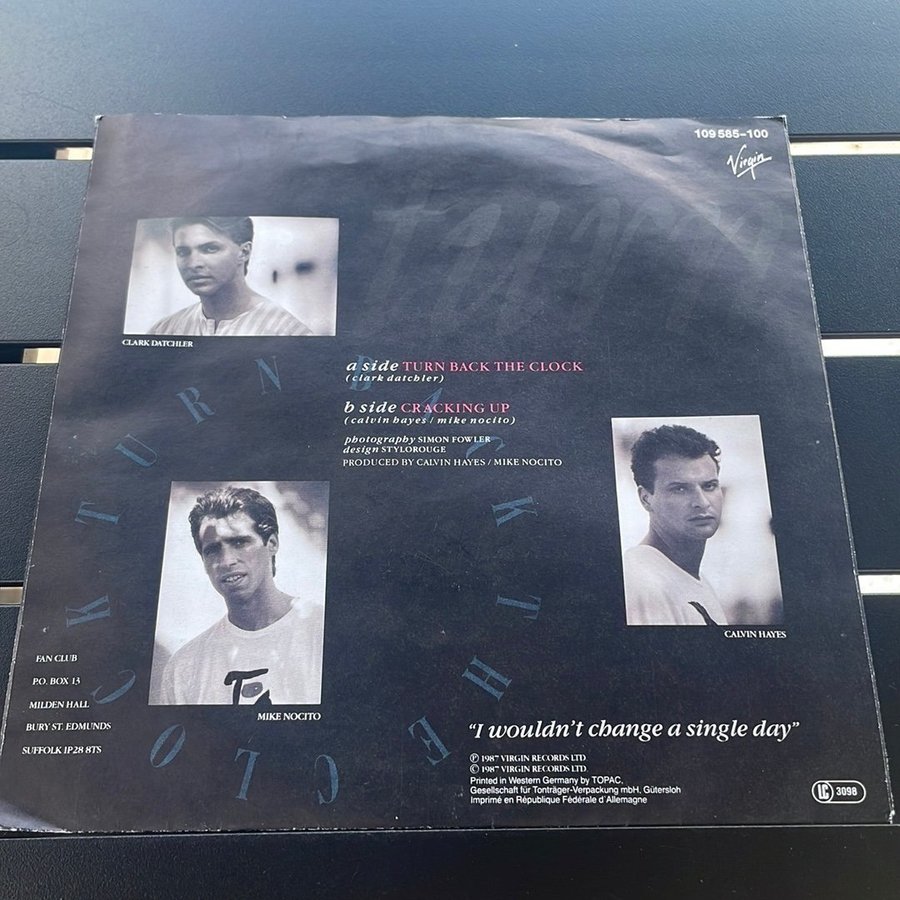 109 585-100
Virgin
CLARK DATCHLER
a side TURN BACK THE CLOCK
(clark datchler)
b side CRACKING UP
(calvin hayes / mike nocito)
photography SIMON FOWLER
design STYLOROUGE
PRODUCED BY CALVIN HAYES / MIKE NOCITO
TURN BACK THE CLOCK
CALVIN HAYES
MIKE NOCITO
FAN CLUB
P.O. BOX 13
MILDEN HALL
BURY ST. EDMUNDS
SUFFOLK IP28 8TS
"I wouldn't change a single day"
℗ 1987 VIRGIN RECORDS LTD
© 1987 VIRGIN RECORDS LTD
Printed in Western Germany by TOPAC.
Gesellschaft für Tonträger-Verpackung mbH, Gütersloh
Imprimé en République Fédérale d'Allemagne
LC 3098